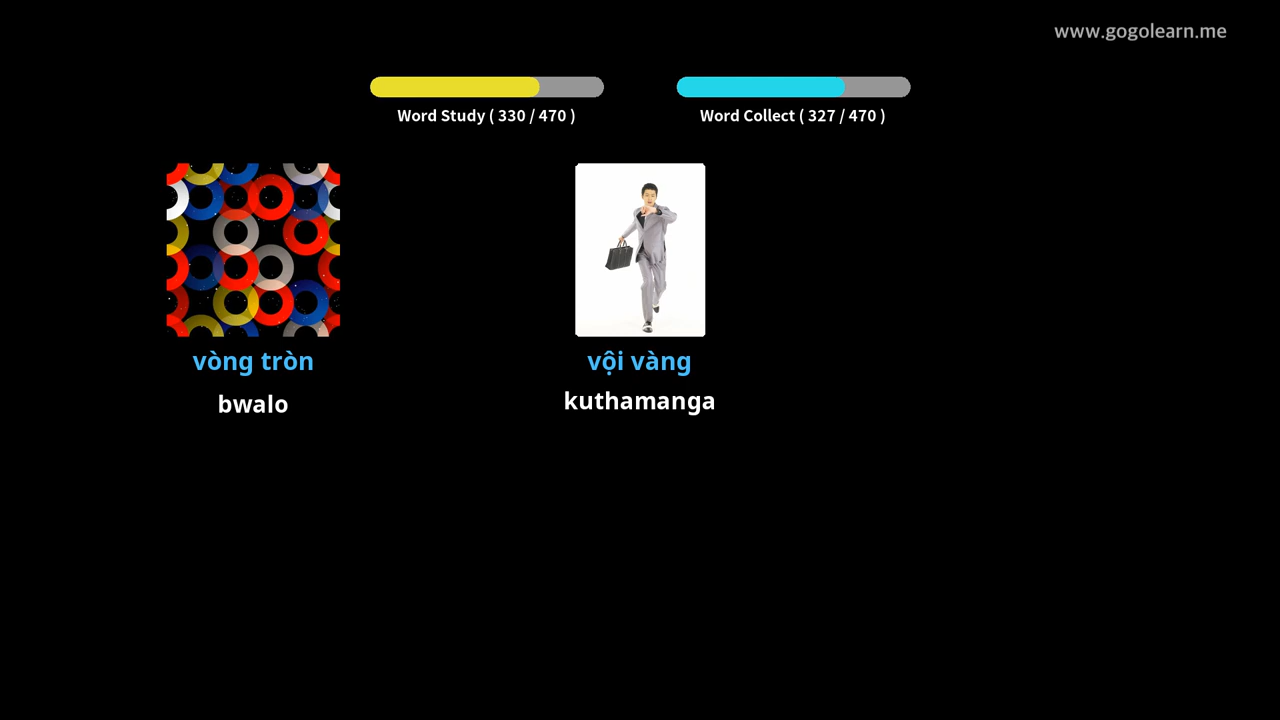 www.gogolearn.me
Word Study ( 330 / 470 )
Word Collect ( 327 / 470 )
vòng tròn
bwalo
vội vàng
kuthamanga